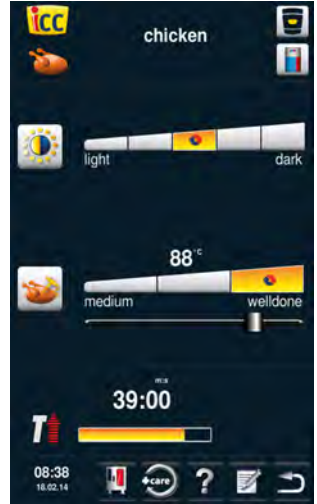 icc
chicken
light
dark
88°C
medium
welldone
m:s
39:00
T
08:38
+care
?
18.02.14